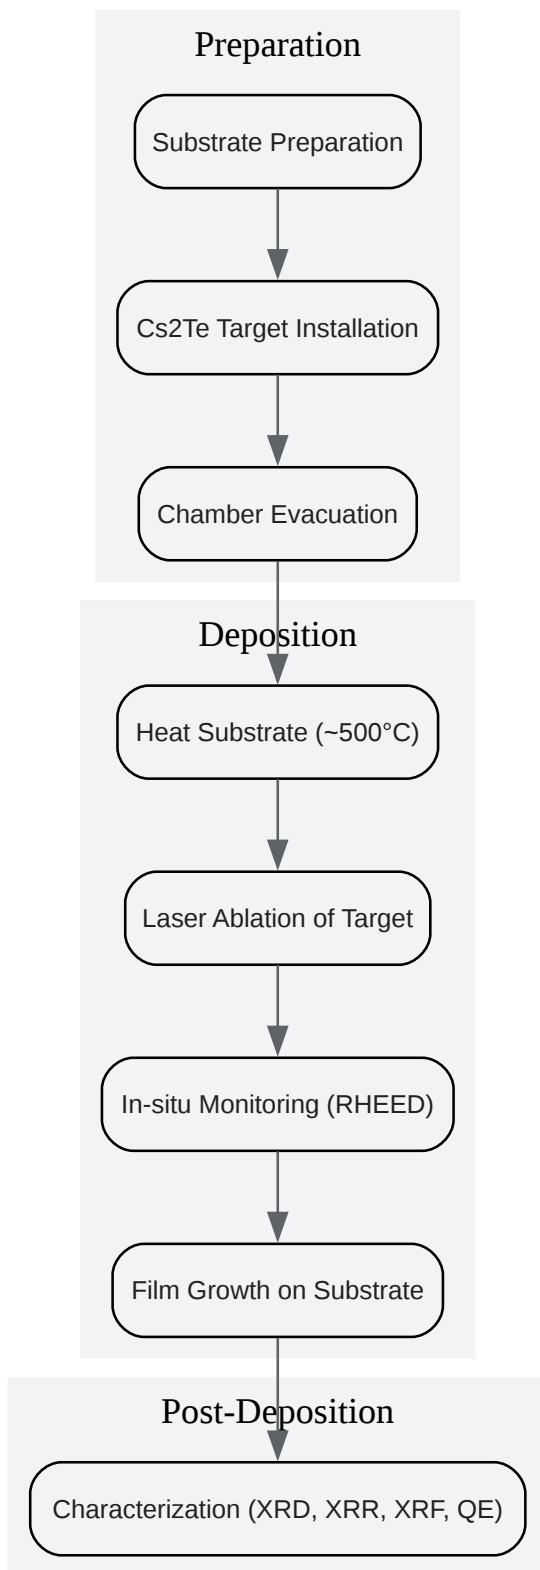 Preparation
Substrate Preparation
Cs2Te Target Installation
Chamber Evacuation
Deposition
Heat Substrate (~500°C)
Laser Ablation of Target
In-situ Monitoring (RHEED)
Film Growth on Substrate
Post-Deposition
Characterization (XRD, XRR, XRF, QE)